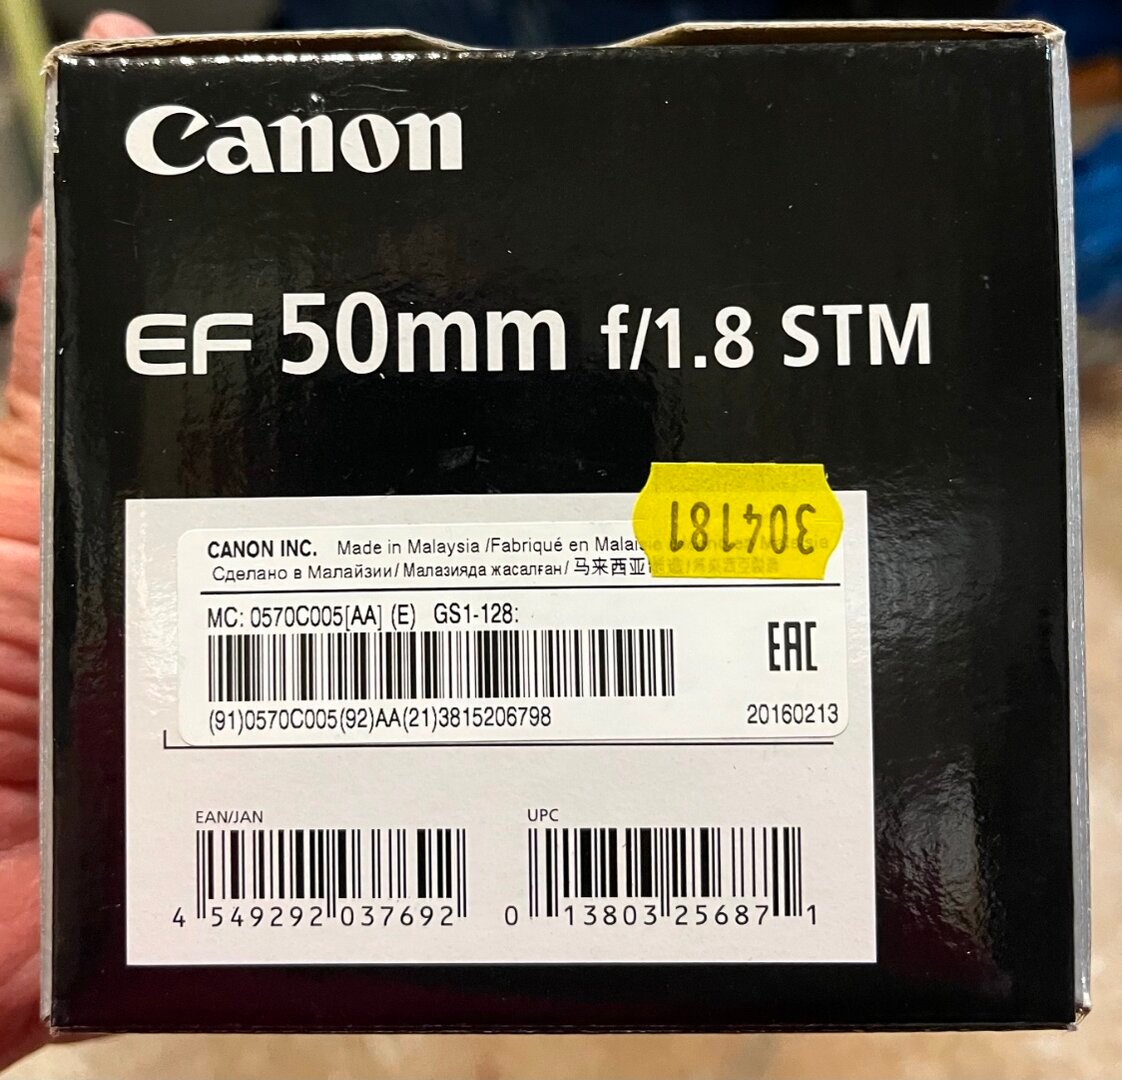 Canon
EF 50mm f/1.8 STM
304181
CANON INC. Made in Malaysia /Fabriqué en Malaisie
Сделано в Малайзии/ Малазияда жасалған/ 马来西亚
MC: 0570C005[AA] (E) GS1-128:
EAC
(91)0570C005(92)AA(21)3815206798
20160213
EAN/JAN
UPC
4 549292 037692
0 13803 25687 1